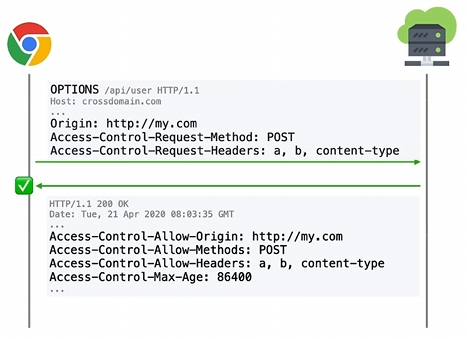 OPTIONS /api/user HTTP/1.1
Host: crossdomain.com
...
Origin: http://my.com
Access-Control-Request-Method: POST
Access-Control-Request-Headers: a, b, content-type
HTTP/1.1 200 OK
Date: Tue, 21 Apr 2020 08:03:35 GMT
...
Access-Control-Allow-Origin: http://my.com
Access-Control-Allow-Methods: POST
Access-Control-Allow-Headers: a, b, content-type
Access-Control-Max-Age: 86400
...